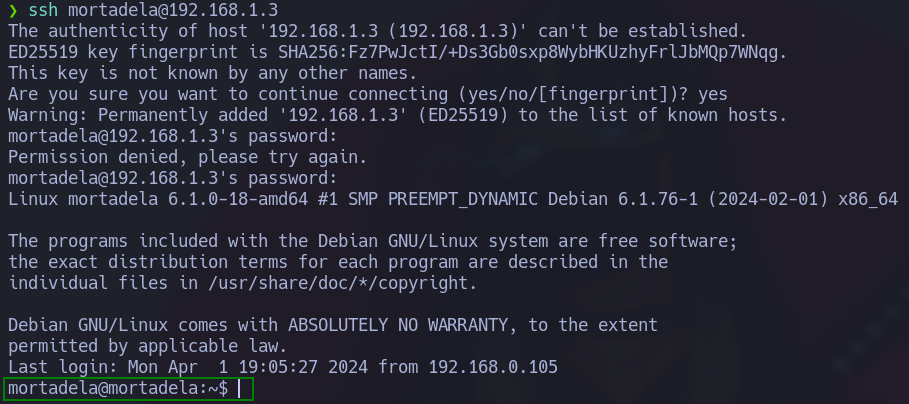 ❯ ssh mortadela@192.168.1.3
The authenticity of host '192.168.1.3 (192.168.1.3)' can't be established.
ED25519 key fingerprint is SHA256:Fz7PwJctI/+Ds3Gb0sxp8WybHKUzhyFrlJbMQp7WNqg.
This key is not known by any other names.
Are you sure you want to continue connecting (yes/no/[fingerprint])? yes
Warning: Permanently added '192.168.1.3' (ED25519) to the list of known hosts.
mortadela@192.168.1.3's password:
Permission denied, please try again.
mortadela@192.168.1.3's password:
Linux mortadela 6.1.0-18-amd64 #1 SMP PREEMPT_DYNAMIC Debian 6.1.76-1 (2024-02-01) x86_64

The programs included with the Debian GNU/Linux system are free software;
the exact distribution terms for each program are described in the
individual files in /usr/share/doc/*/copyright.

Debian GNU/Linux comes with ABSOLUTELY NO WARRANTY, to the extent
permitted by applicable law.
Last login: Mon Apr  1 19:05:27 2024 from 192.168.0.105
mortadela@mortadela:~$